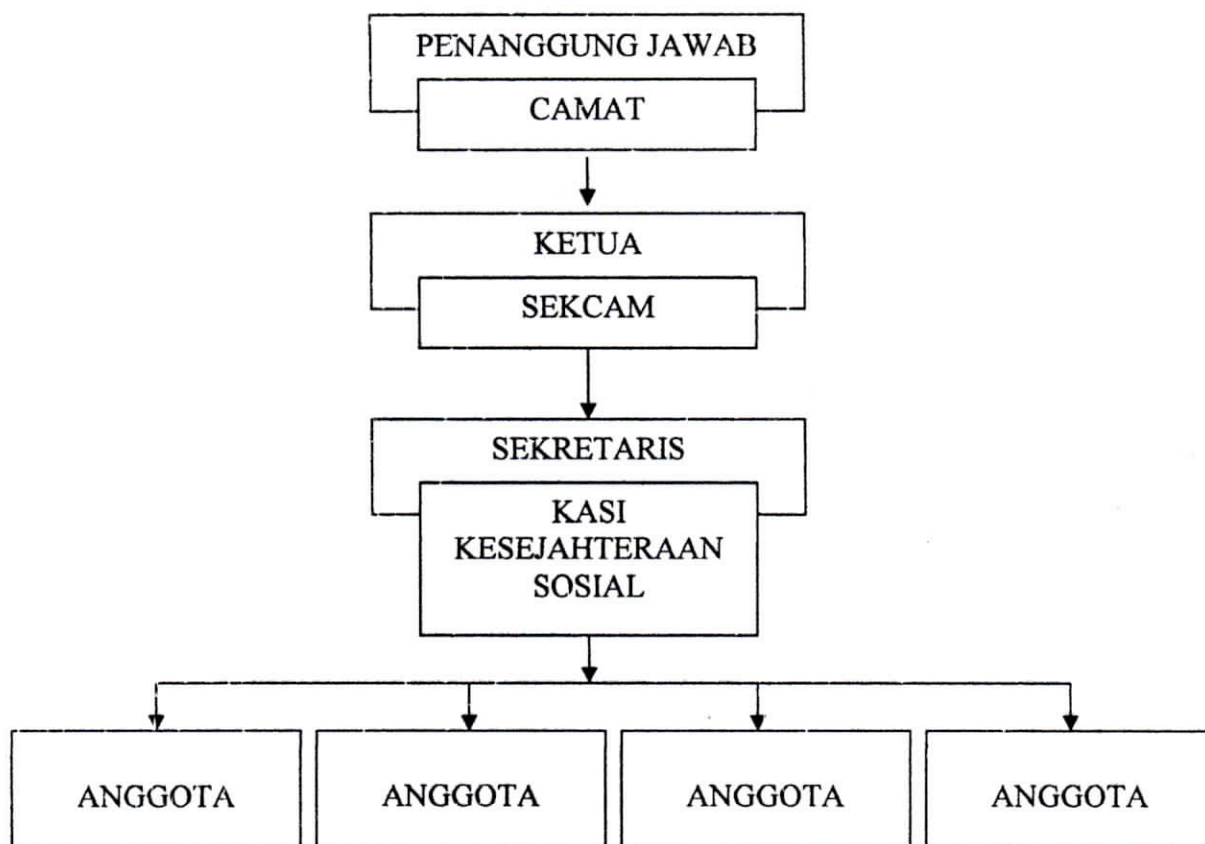 PENANGGUNG JAWAB
CAMAT
KETUA
SEKCAM
SEKRETARIS
KASI
KESEJAHTERAAN
SOSIAL
ANGGOTA
ANGGOTA
ANGGOTA
ANGGOTA